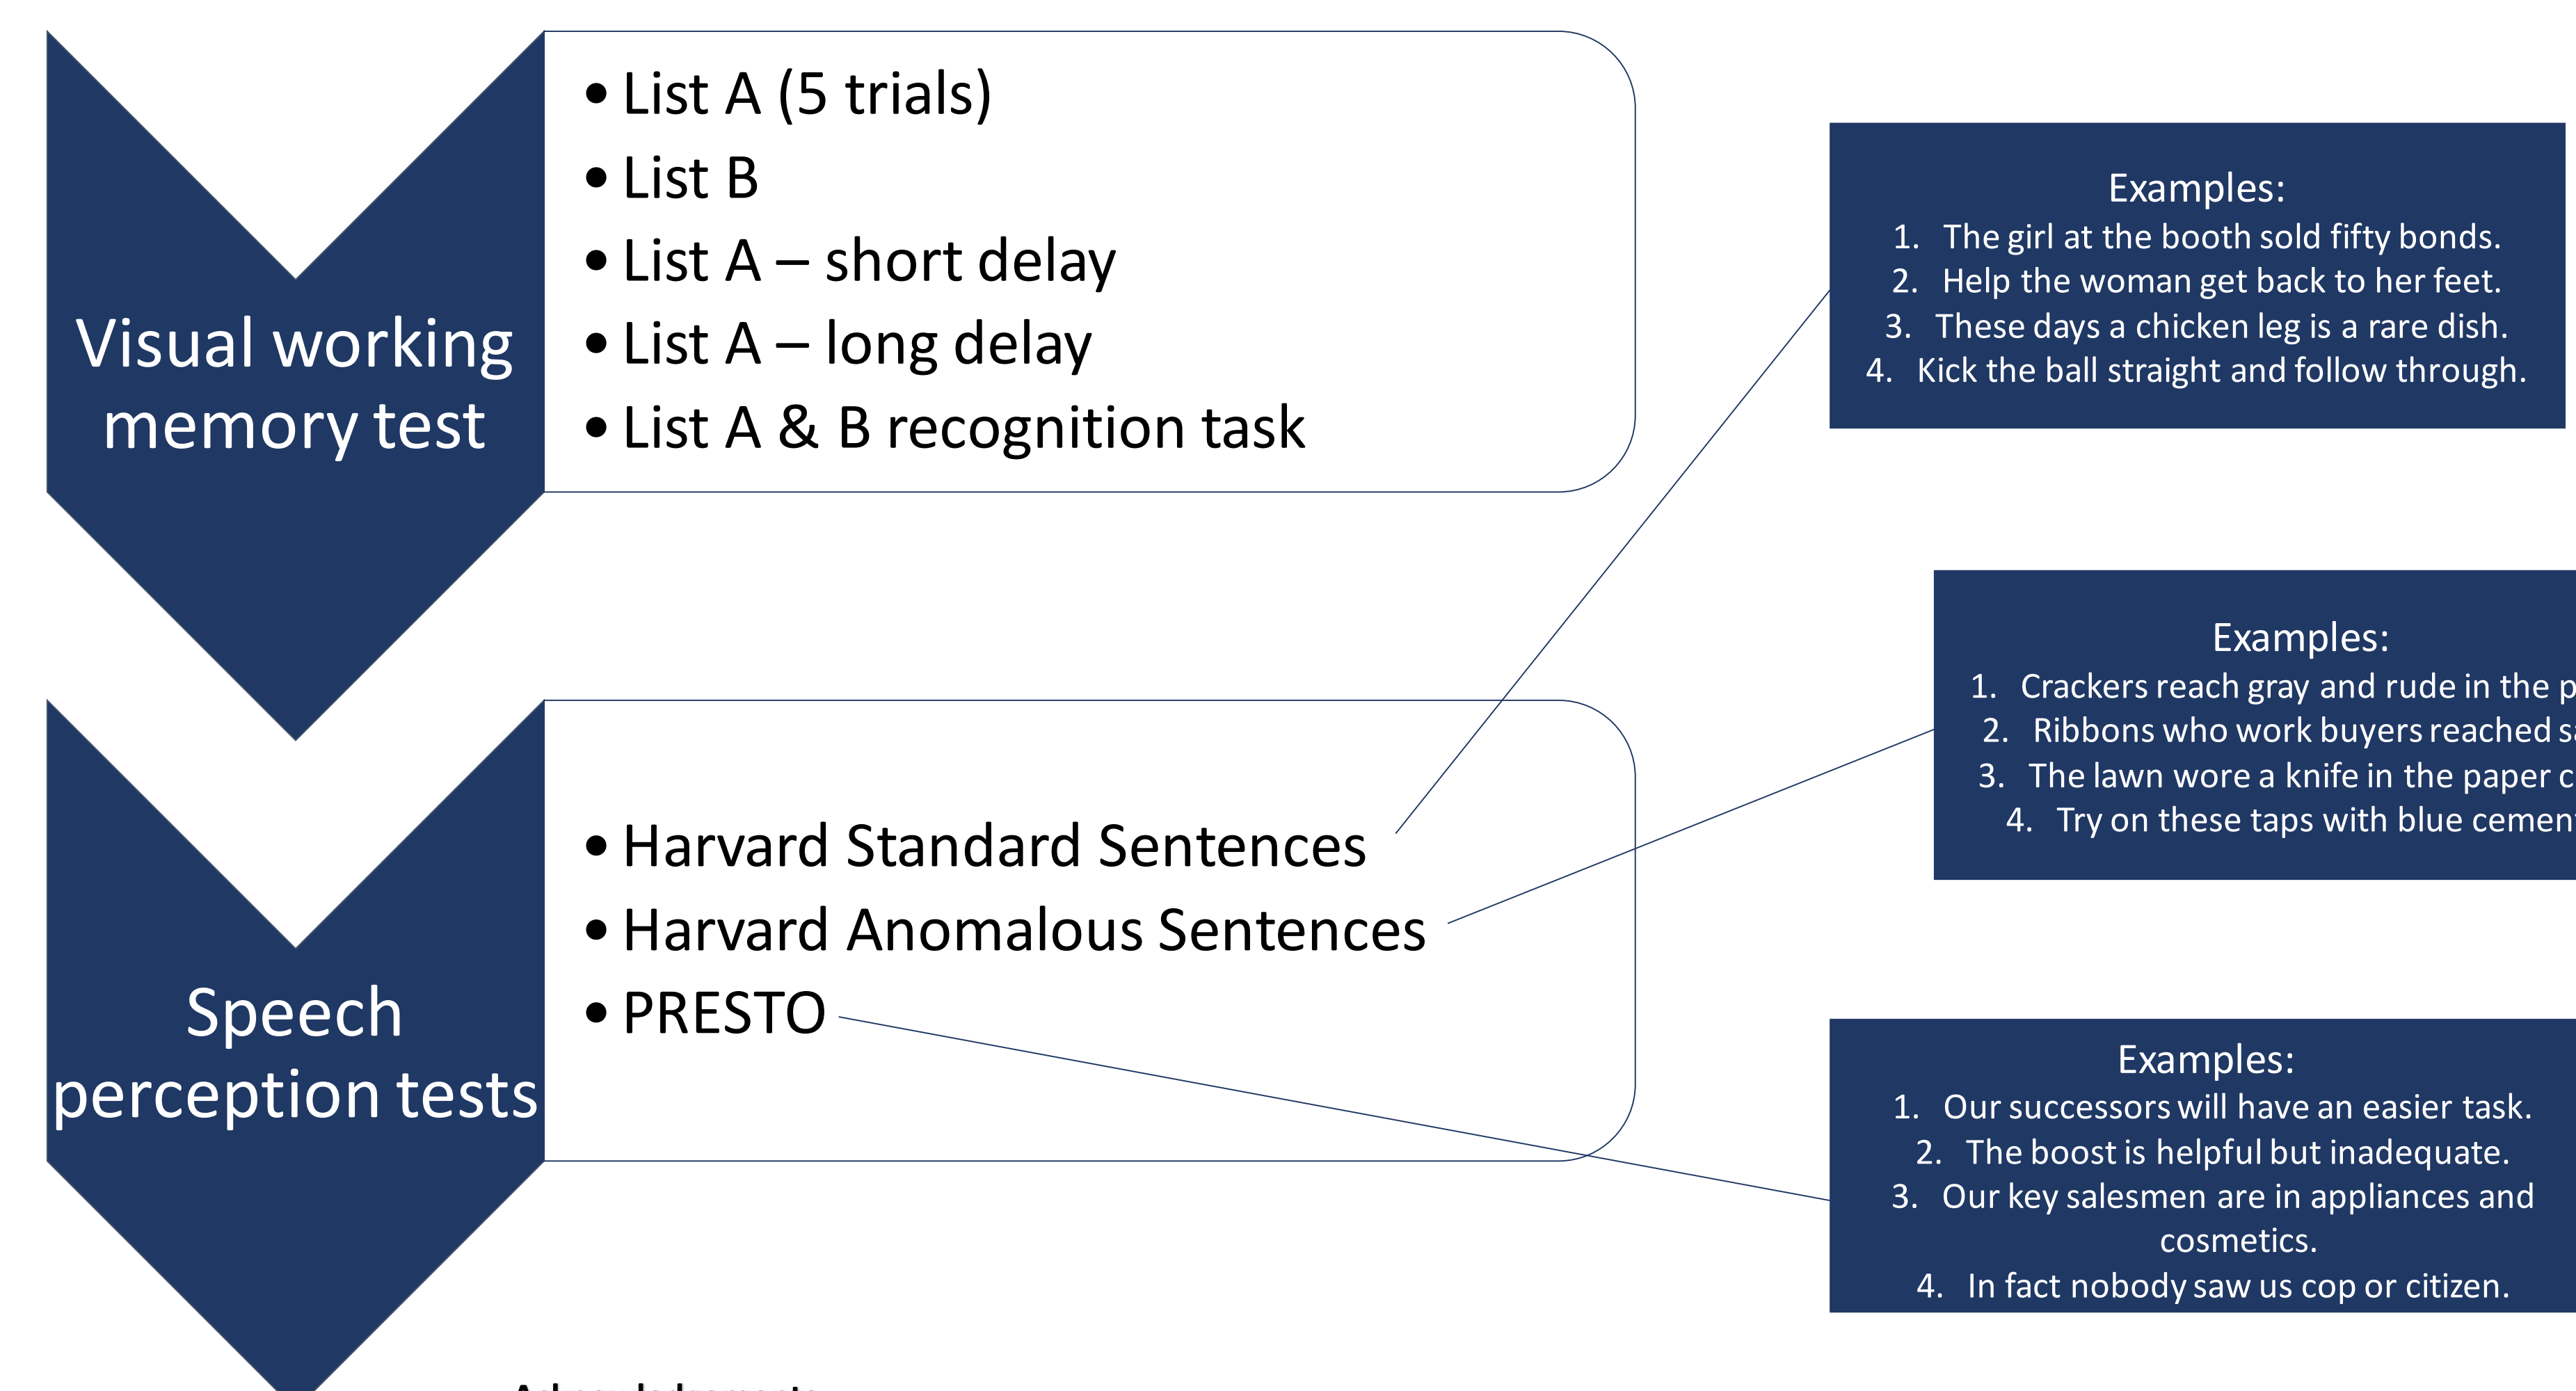 Visual working
memory test
• List A (5 trials)
• List B
• List A – short delay
• List A – long delay
• List A & B recognition task
Speech
perception tests
• Harvard Standard Sentences
• Harvard Anomalous Sentences
• PRESTO
Examples:
1. The girl at the booth sold fifty bonds.
2. Help the woman get back to her feet.
3. These days a chicken leg is a rare dish.
4. Kick the ball straight and follow through.
Examples:
1. Crackers reach gray and rude in the
2. Ribbons who work buyers reached
3. The lawn wore a knife in the paper
4. Try on these taps with blue cement
Examples:
1. Our successors will have an easier task.
2. The boost is helpful but inadequate.
3. Our key salesmen are in appliances and
cosmetics.
4. In fact nobody saw us cop or citizen.